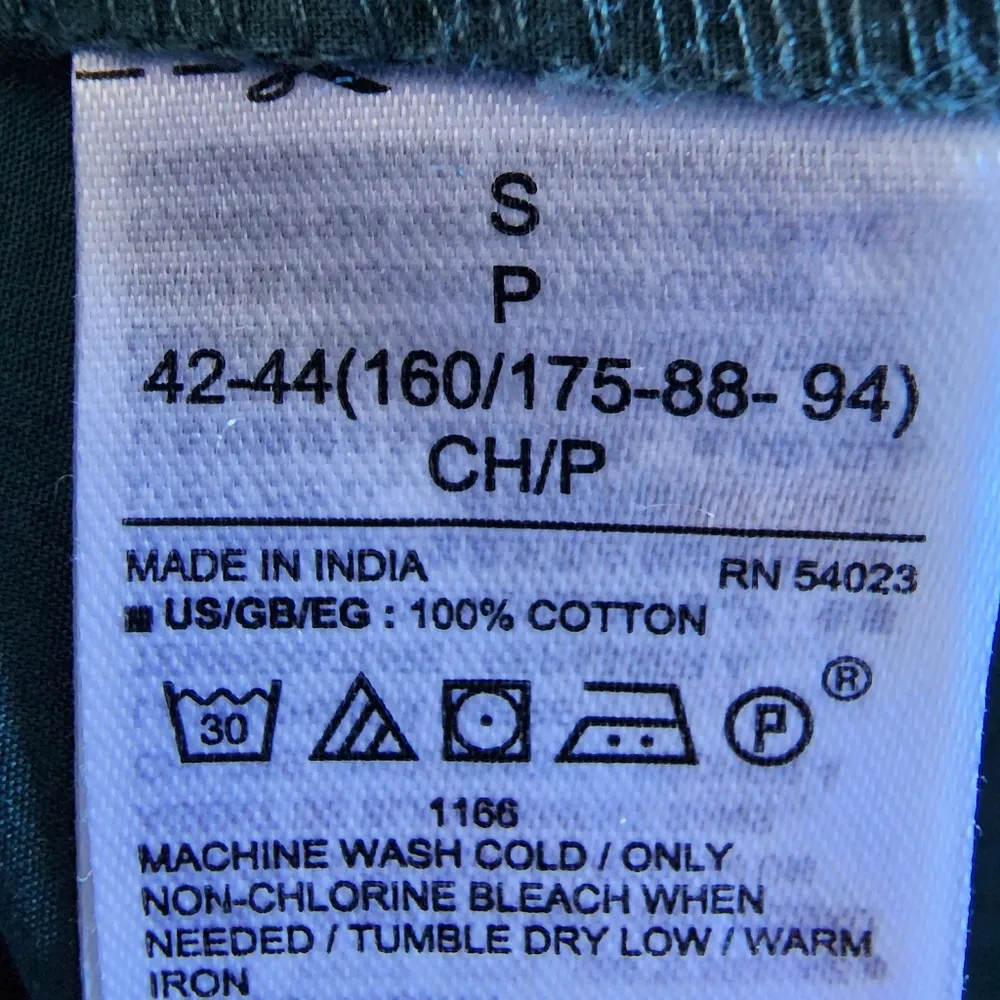 S
P
42-44(160/175-88- 94)
CH/P
MADE IN INDIA RN 54023
US/GB/EG : 100% COTTON
30 P ®
1166
MACHINE WASH COLD / ONLY
NON-CHLORINE BLEACH WHEN
NEEDED / TUMBLE DRY LOW / WARM
IRON